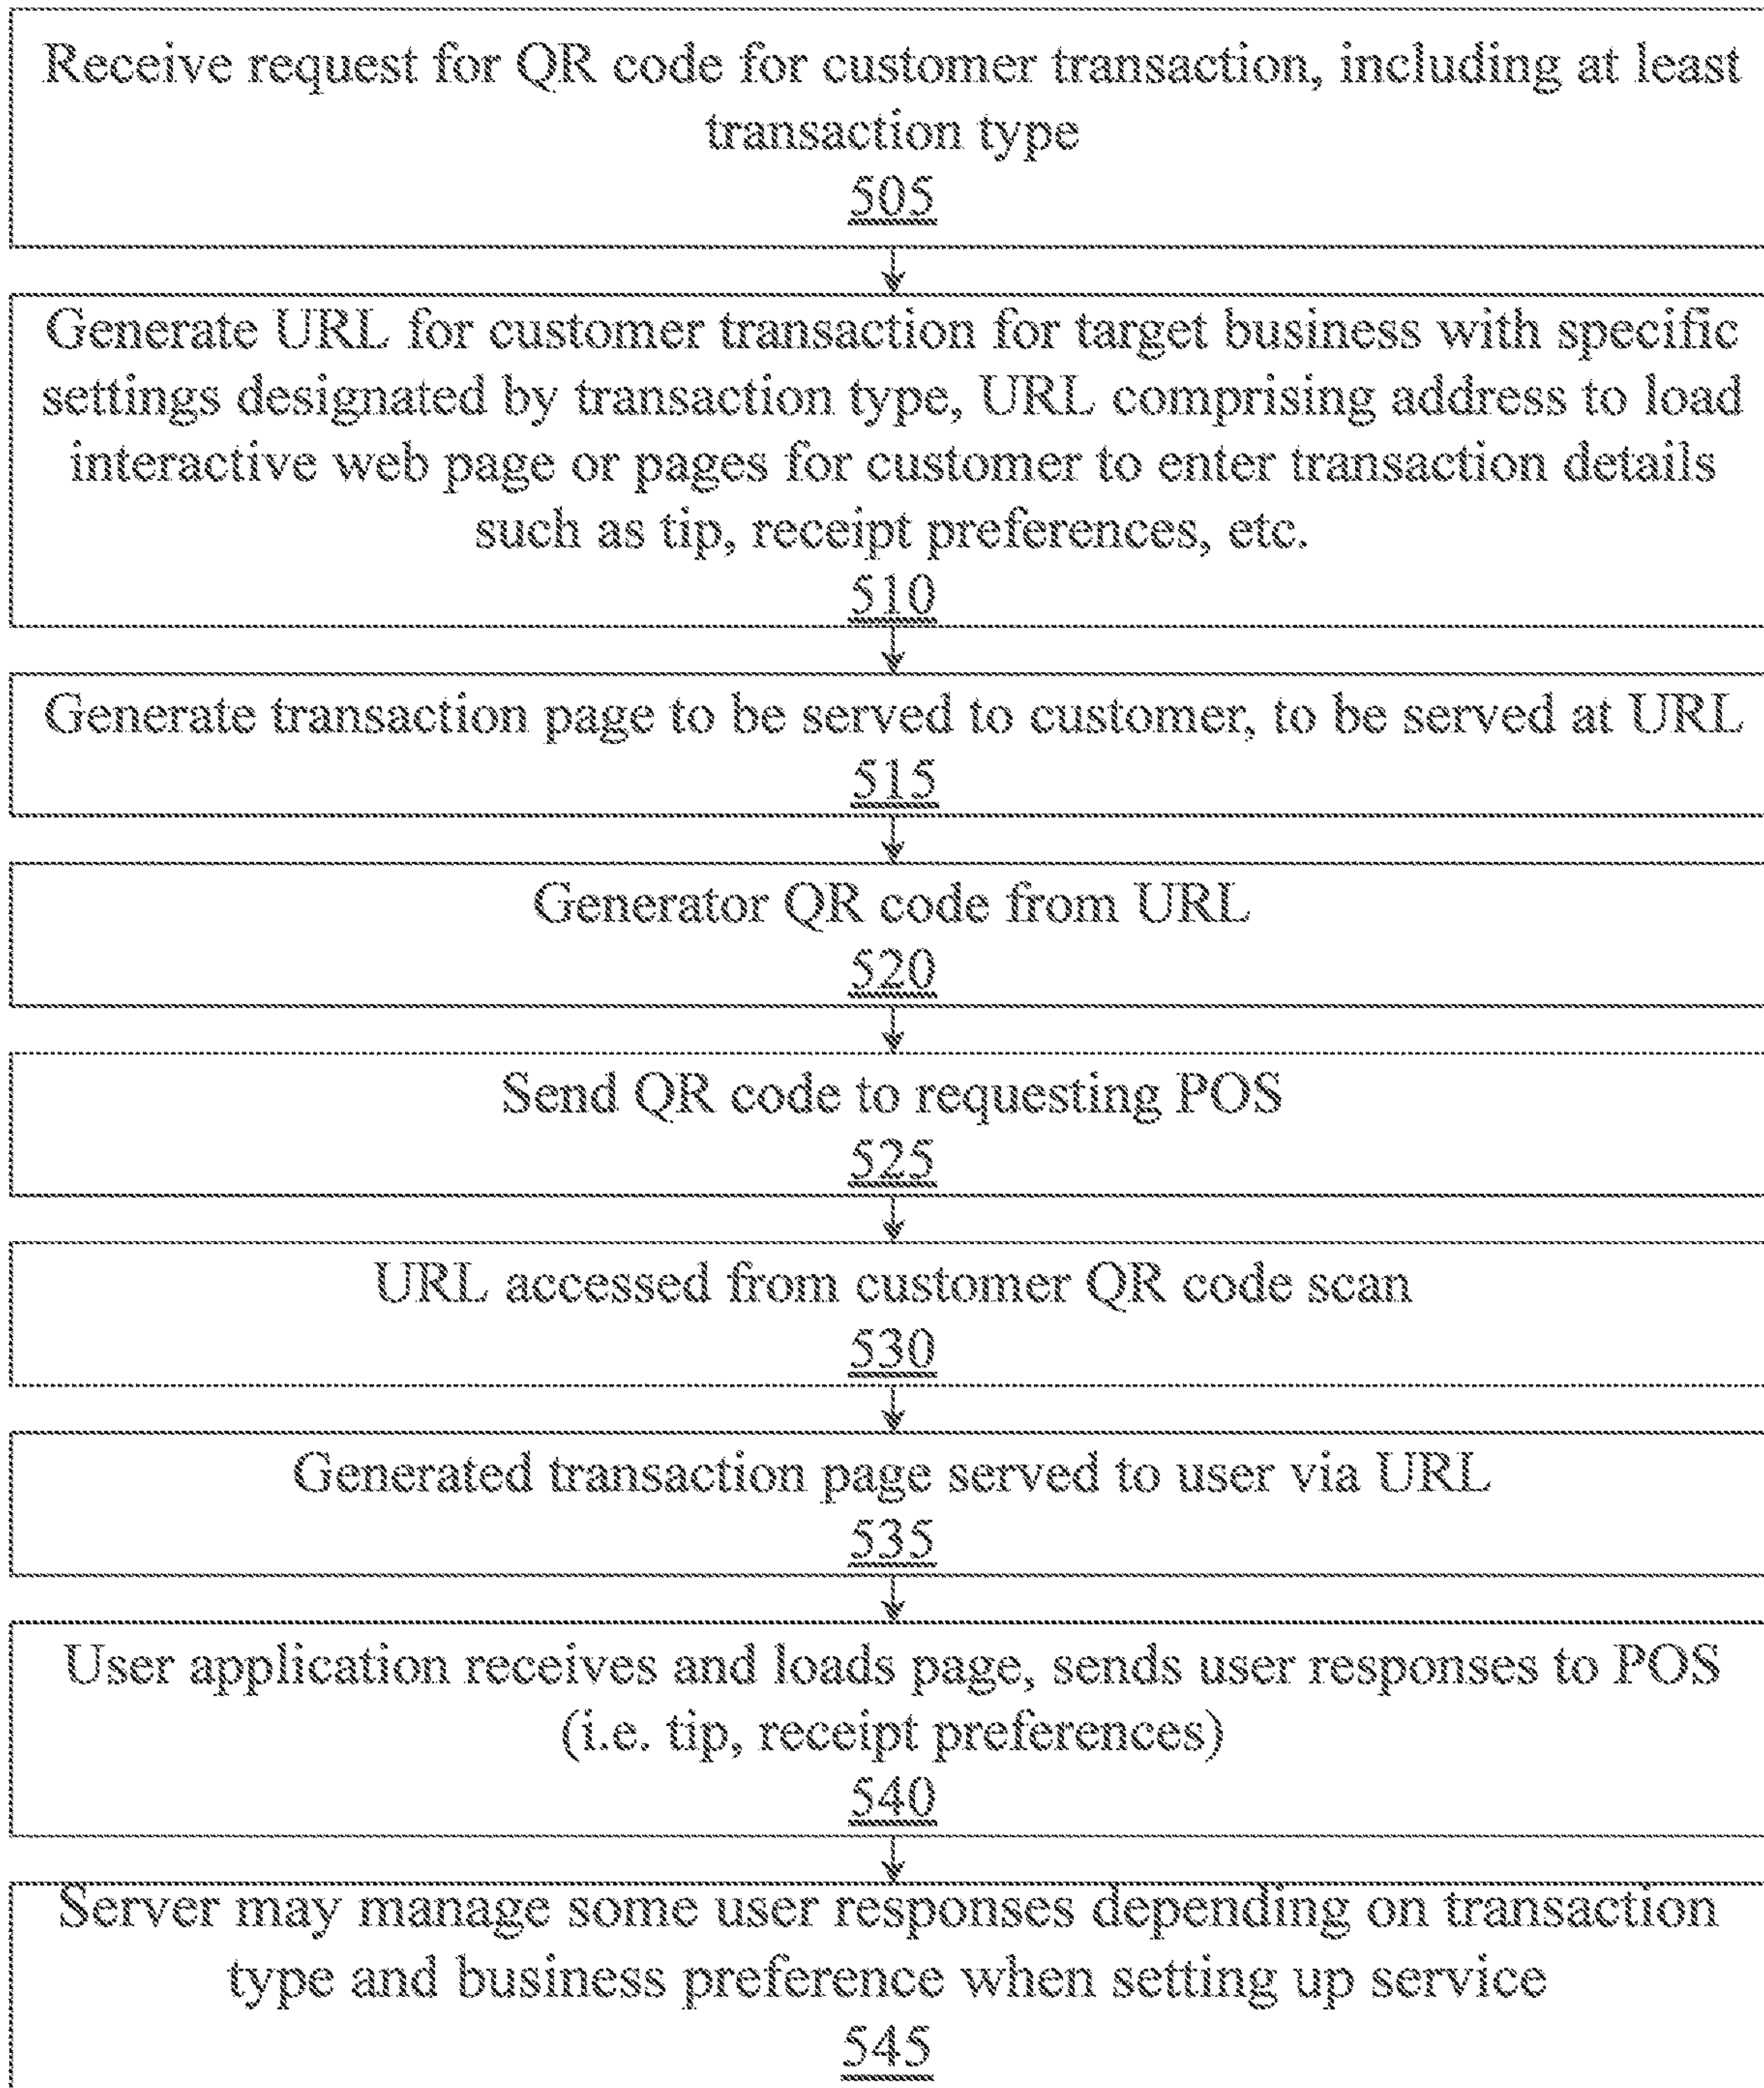 Receive request for QR code for customer transaction, including at least
transaction type
505
Generate URL for customer transaction for target business with specific
settings designated by transaction type, URL comprising address to load
interactive web page or pages for customer to enter transaction details
such as tip, receipt preferences, etc.
510
Generate transaction page to be served to customer, to be served at URL
515
Generator QR code from URL
520
Send QR code to requesting POS
525
URL accessed from customer QR code scan
530
Generated transaction page served to user via URL
535
User application receives and loads page, sends user responses to POS
(i.e. tip, receipt preferences)
540
Server may manage some user responses depending on transaction
type and business preference when setting up service
545